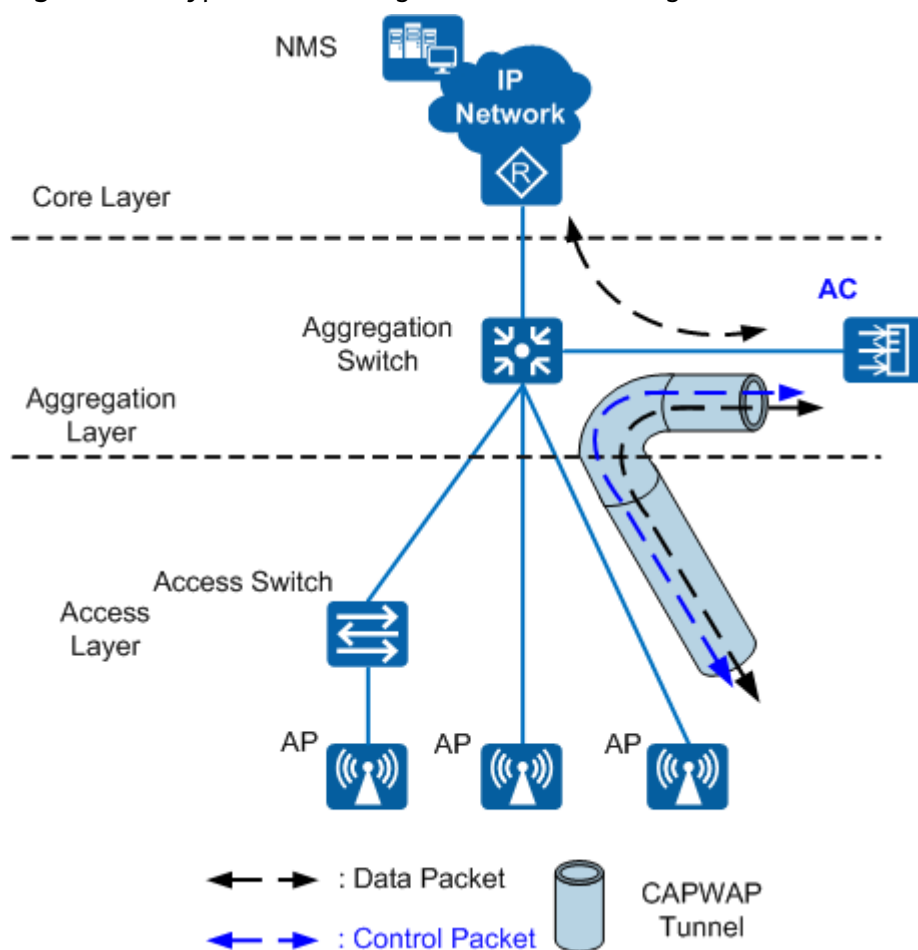 NMS
IP
Network
R
Core Layer
AC
Aggregation
Switch
Aggregation
Layer
Access Switch
Access
Layer
AP
AP
AP
: Data Packet
CAPWAP
Tunnel
: Control Packet